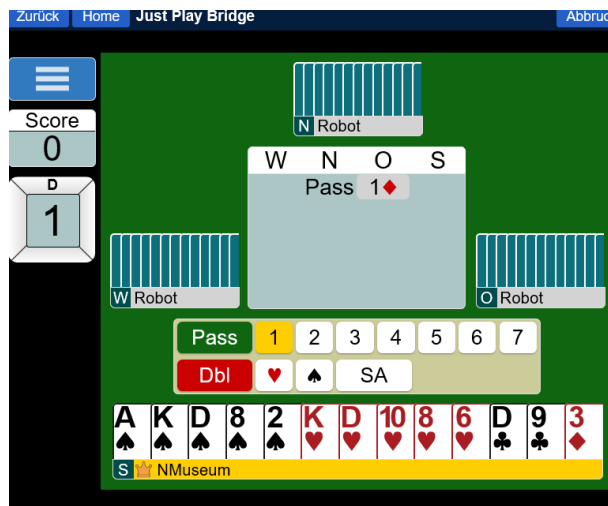 Zurück Home Just Play Bridge Abbruc
Score
0
D
1
N Robot
W N O S
Pass 1♦
W Robot
O Robot
Pass 1 2 3 4 5 6 7
Dbl ♥ ♠ SA
A♠ K♠ D♠ 8♠ 2♠ K♥ D♥ 10♥ 8♥ 6♥ D♣ 9♣ 3♦
S NMuseum